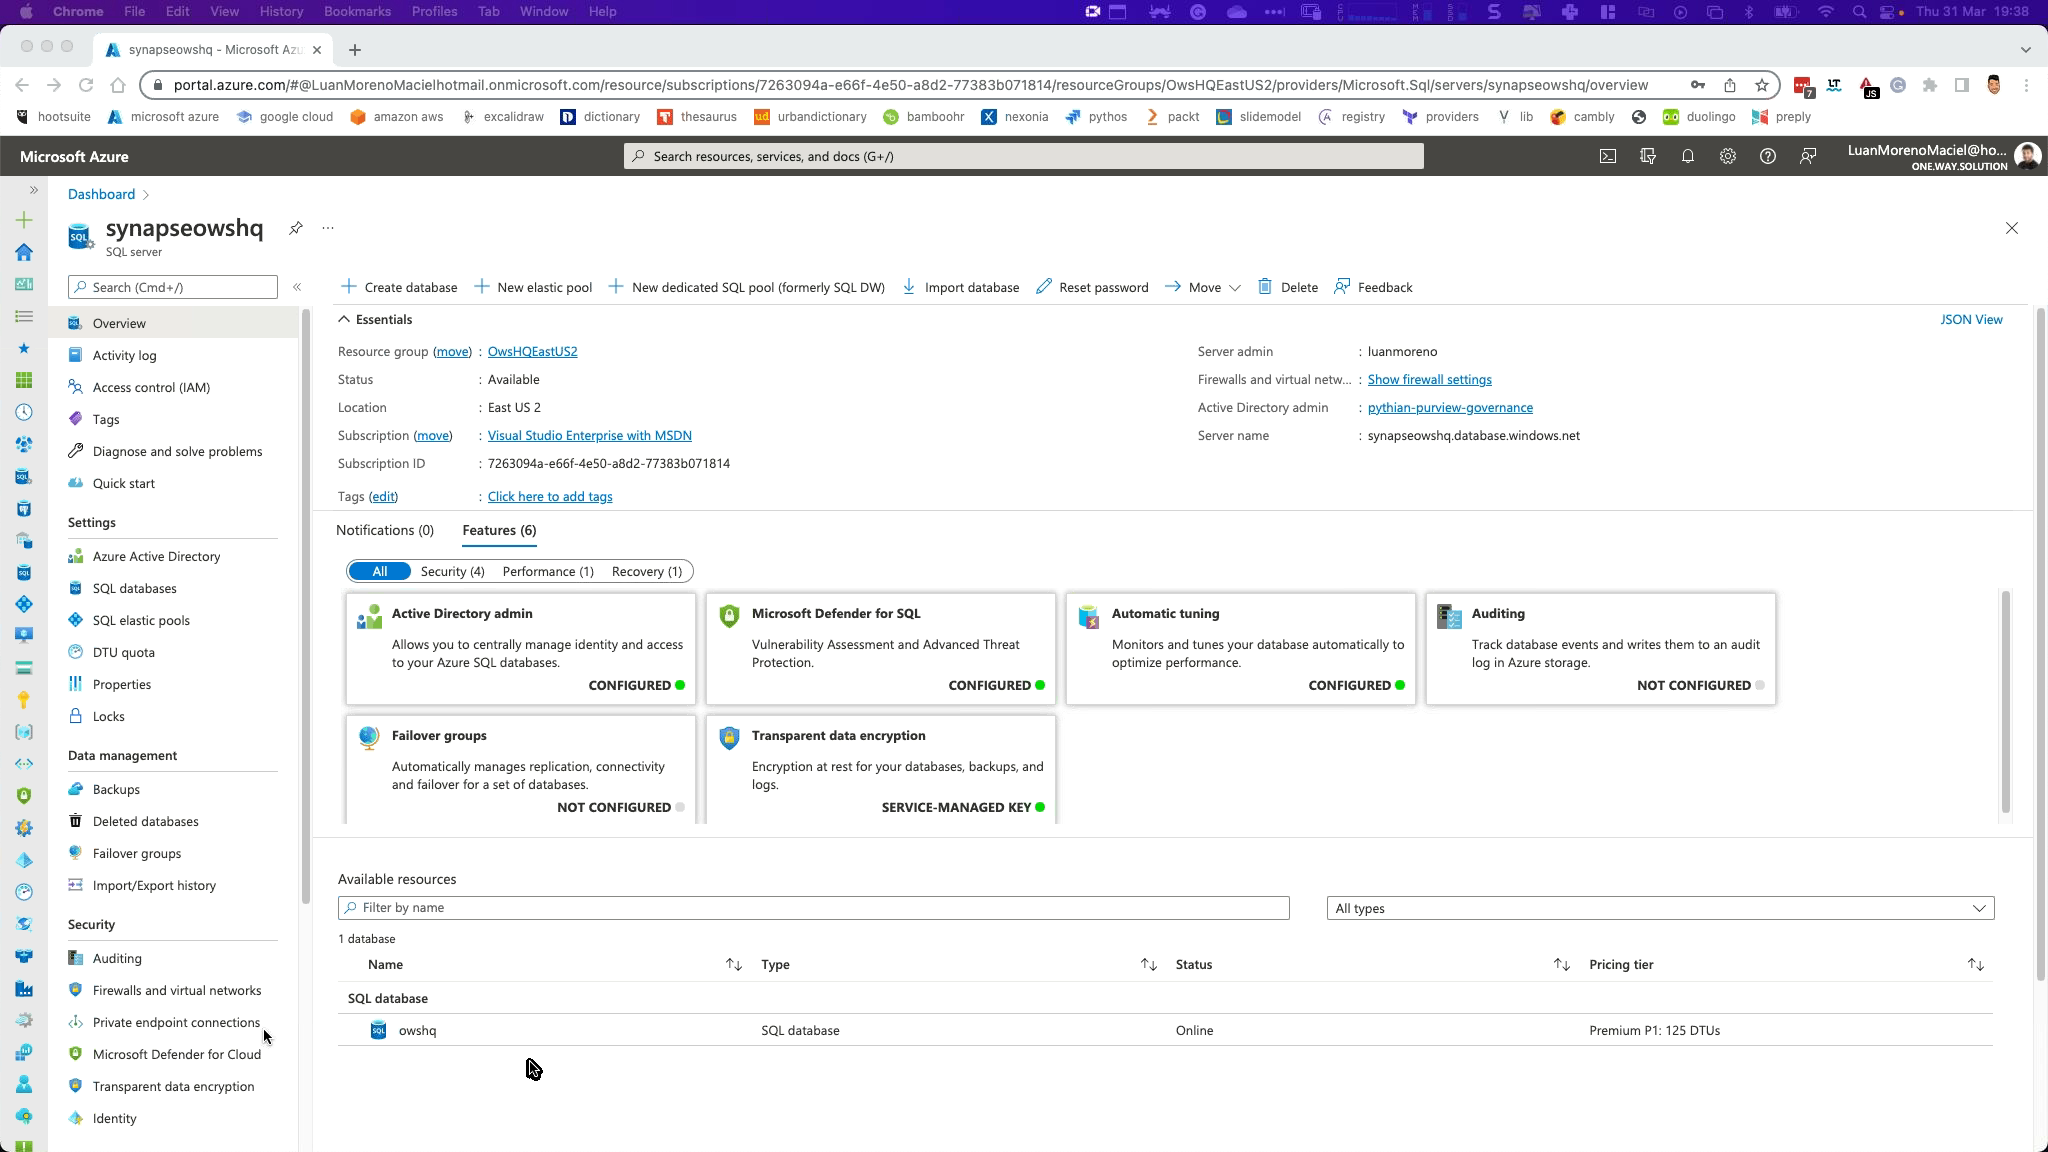 Chrome File Edit View History Bookmarks Profiles Tab Window Help Thu 31 Mar 19:38
synapseowshq - Microsoft Azu
portal.azure.com/#@LuanMorenoMacielhotmail.onmicrosoft.com/resource/subscriptions/7263094a-e66f-4e50-a8d2-77383b071814/resourceGroups/OwsHQEastUS2/providers/Microsoft.Sql/servers/synapseowshq/overview
hootsuite microsoft azure google cloud amazon aws excalidraw dictionary thesaurus urbandictionary bamboohr nexonia pythos packt slidemodel registry providers lib cambly duolingo preply
Microsoft Azure
Search resources, services, and docs (G+/)
LuanMorenoMaciel@ho...
ONE.WAY.SOLUTION
Dashboard
synapseowshq
SQL server
Search (Cmd+/)
Create database New elastic pool New dedicated SQL pool (formerly SQL DW) Import database Reset password Move Delete Feedback
Overview
Activity log
Access control (IAM)
Tags
Diagnose and solve problems
Quick start
Settings
Azure Active Directory
SQL databases
SQL elastic pools
DTU quota
Properties
Locks
Data management
Backups
Deleted databases
Failover groups
Import/Export history
Security
Auditing
Firewalls and virtual networks
Private endpoint connections
Microsoft Defender for Cloud
Transparent data encryption
Identity
Essentials
JSON View
Resource group (move) : OwsHQEastUS2
Status : Available
Location : East US 2
Subscription (move) : Visual Studio Enterprise with MSDN
Subscription ID : 7263094a-e66f-4e50-a8d2-77383b071814
Tags (edit) : Click here to add tags
Server admin : luanmoreno
Firewalls and virtual netw... : Show firewall settings
Active Directory admin : pythian-purview-governance
Server name : synapseowshq.database.windows.net
Notifications (0) Features (6)
All Security (4) Performance (1) Recovery (1)
Active Directory admin
Allows you to centrally manage identity and access
to your Azure SQL databases.
CONFIGURED
Microsoft Defender for SQL
Vulnerability Assessment and Advanced Threat
Protection.
CONFIGURED
Automatic tuning
Monitors and tunes your database automatically to
optimize performance.
CONFIGURED
Auditing
Track database events and writes them to an audit
log in Azure storage.
NOT CONFIGURED
Failover groups
Automatically manages replication, connectivity
and failover for a set of databases.
NOT CONFIGURED
Transparent data encryption
Encryption at rest for your databases, backups, and
logs.
SERVICE-MANAGED KEY
Available resources
Filter by name
All types
1 database
Name Type Status Pricing tier
SQL database
owshq SQL database Online Premium P1: 125 DTUs